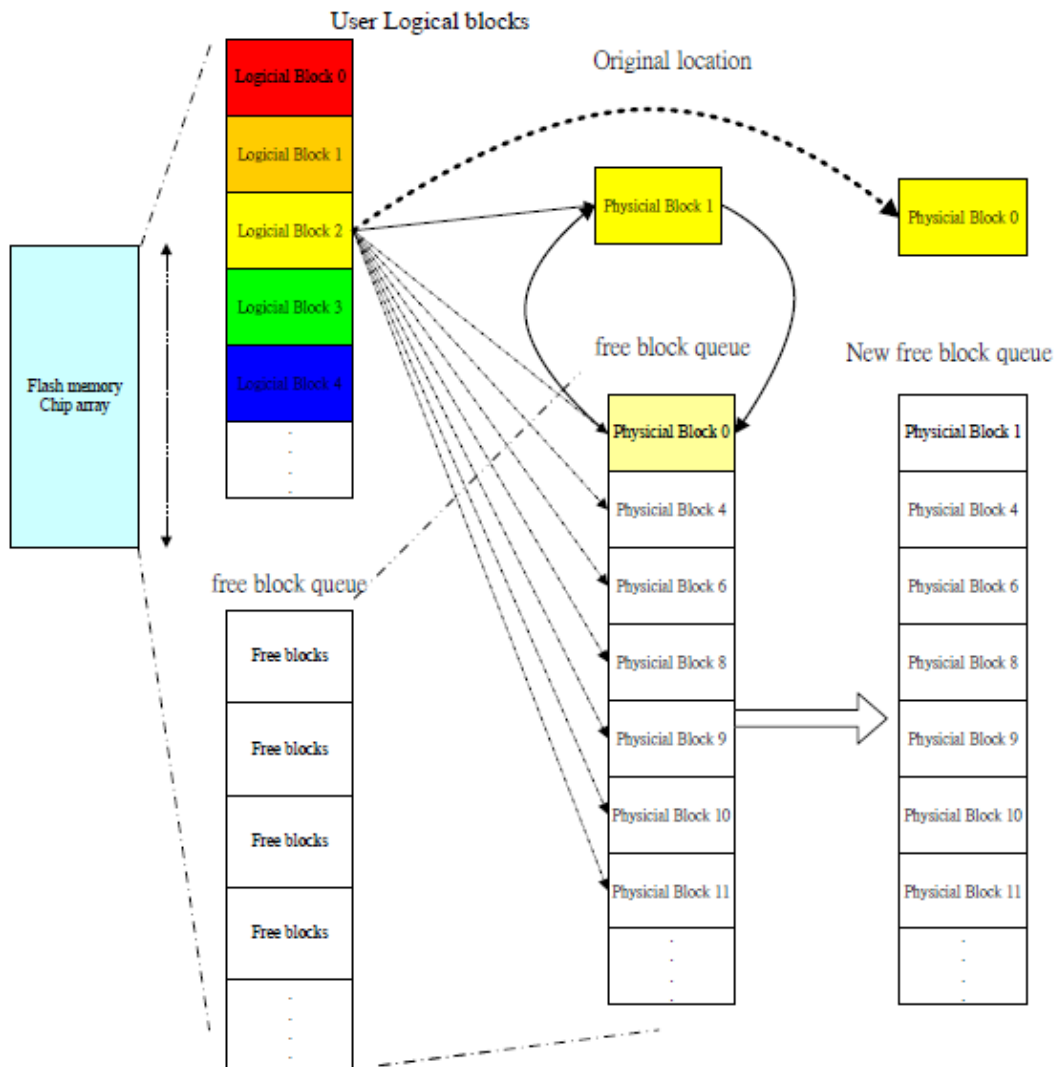 User Logical blocks
Logicial Block 0
Logicial Block 1
Logicial Block 2
Logicial Block 3
Logicial Block 4
Flash memory
Chip array
free block queue
Free blocks
Free blocks
Free blocks
Free blocks
Original location
Physicial Block 1
Physicial Block 0
free block queue
Physicial Block 0
Physicial Block 4
Physicial Block 6
Physicial Block 8
Physicial Block 9
Physicial Block 10
Physicial Block 11
New free block queue
Physicial Block 1
Physicial Block 4
Physicial Block 6
Physicial Block 8
Physicial Block 9
Physicial Block 10
Physicial Block 11